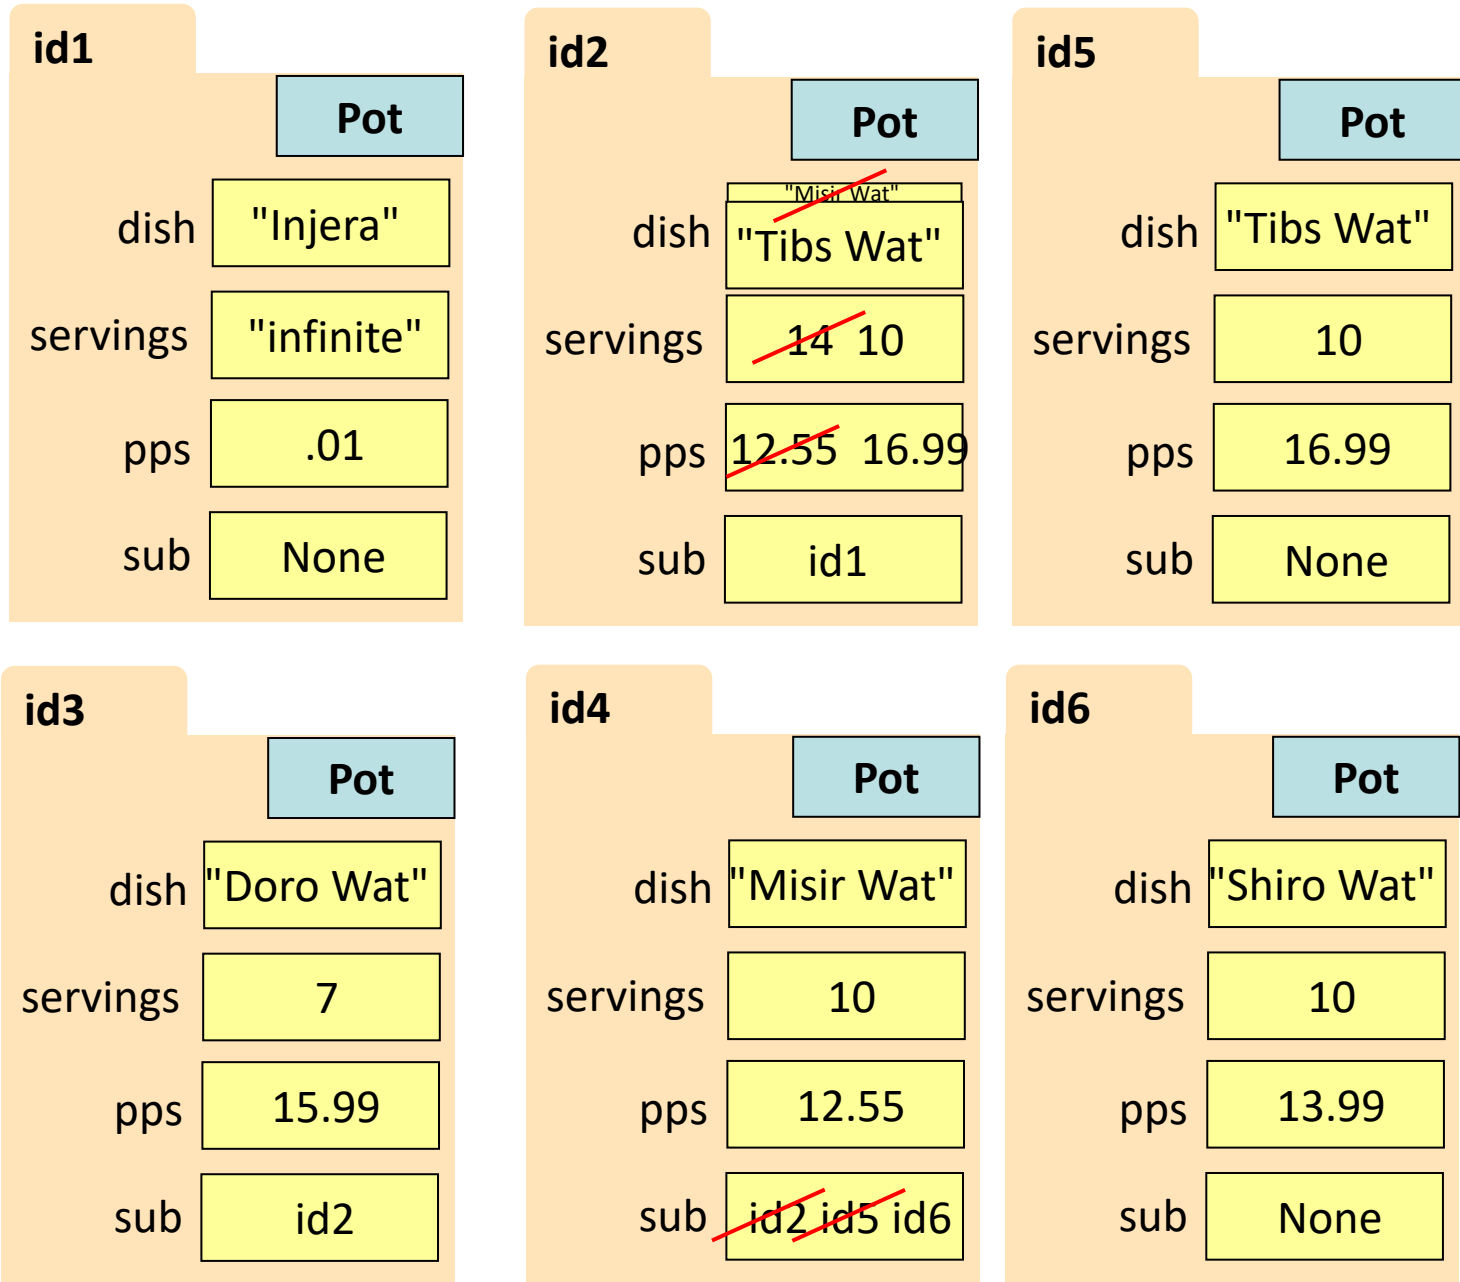 id1
Pot
dish "Injera"
servings "infinite"
pps .01
sub None
id2
Pot
"Misir Wat"
dish "Tibs Wat"
servings 14 10
pps 12.55 16.99
sub id1
id5
Pot
dish "Tibs Wat"
servings 10
pps 16.99
sub None
id3
Pot
dish "Doro Wat"
servings 7
pps 15.99
sub id2
id4
Pot
dish "Misir Wat"
servings 10
pps 12.55
sub id2 id5 id6
id6
Pot
dish "Shiro Wat"
servings 10
pps 13.99
sub None